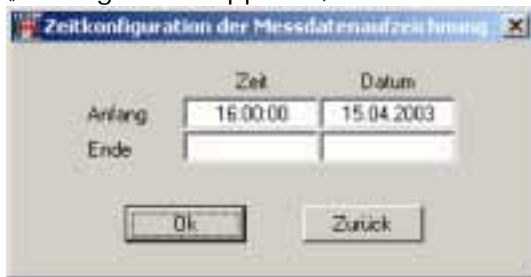 Zeitkonfiguration der Messdatenaufzeichnung
Zeit Datum
Anfang 16:00:00 15.04.2003
Ende
Ok Zurück